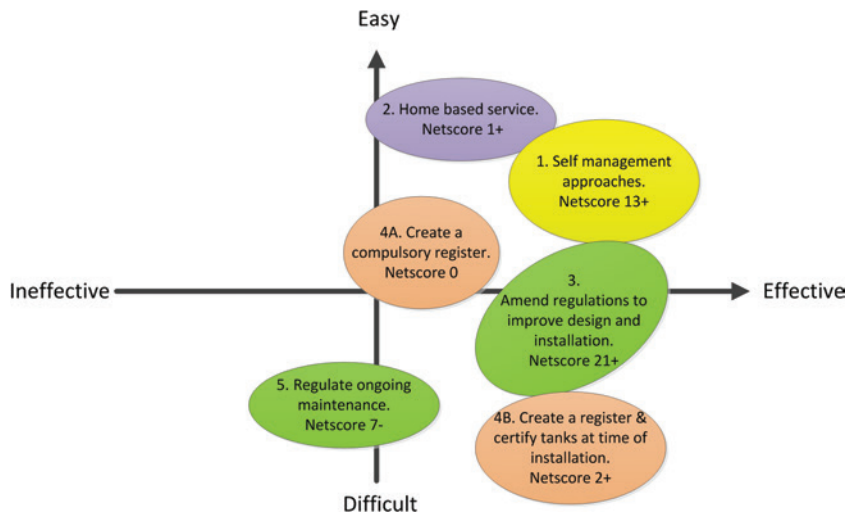 Easy
2. Home based service.
Netscore 1+
1. Self management
approaches.
Netscore 13+
4A. Create a
compulsory register.
Netscore 0
Ineffective
Effective
3.
Amend regulations to
improve design and
installation.
Netscore 21+
5. Regulate ongoing
maintenance.
Netscore 7-
4B. Create a register &
certify tanks at time of
installation.
Netscore 2+
Difficult